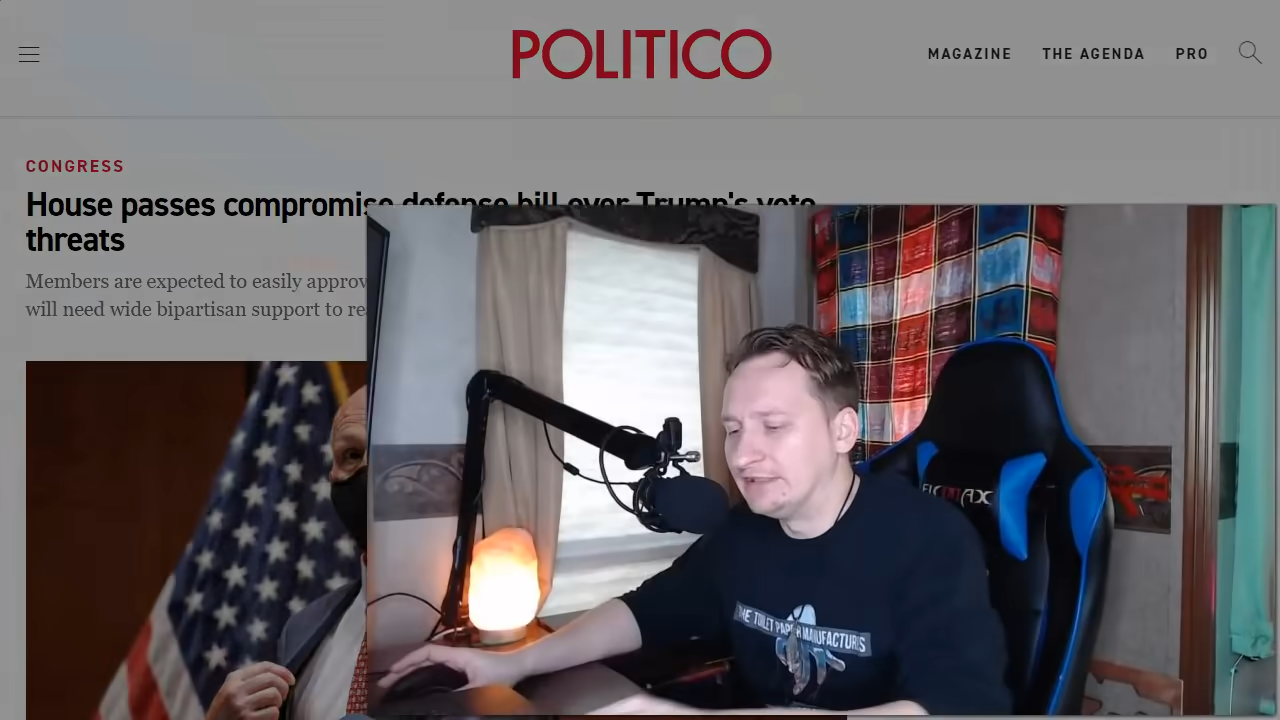 POLITICO
MAGAZINE THE AGENDA PRO
CONGRESS
House passes compromise defense bill over Trump's veto
threats
Members are expected to easily approv
will need wide bipartisan support to re
THE TOILET PAPER MANUFACTURES